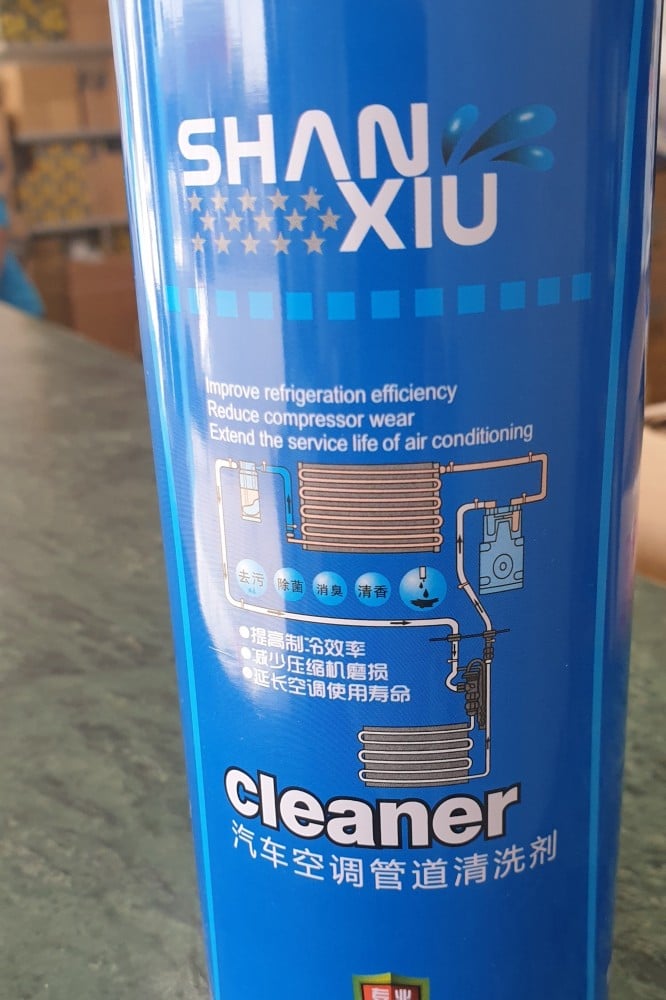 SHAN
XIU
Improve refrigeration efficiency
Reduce compressor wear
Extend the service life of air conditioning
去污 除菌 消臭 清香
●提高制冷效率
●减少压缩机磨损
●延长空调使用寿命
cleaner
汽车空调管道清洗剂
专业